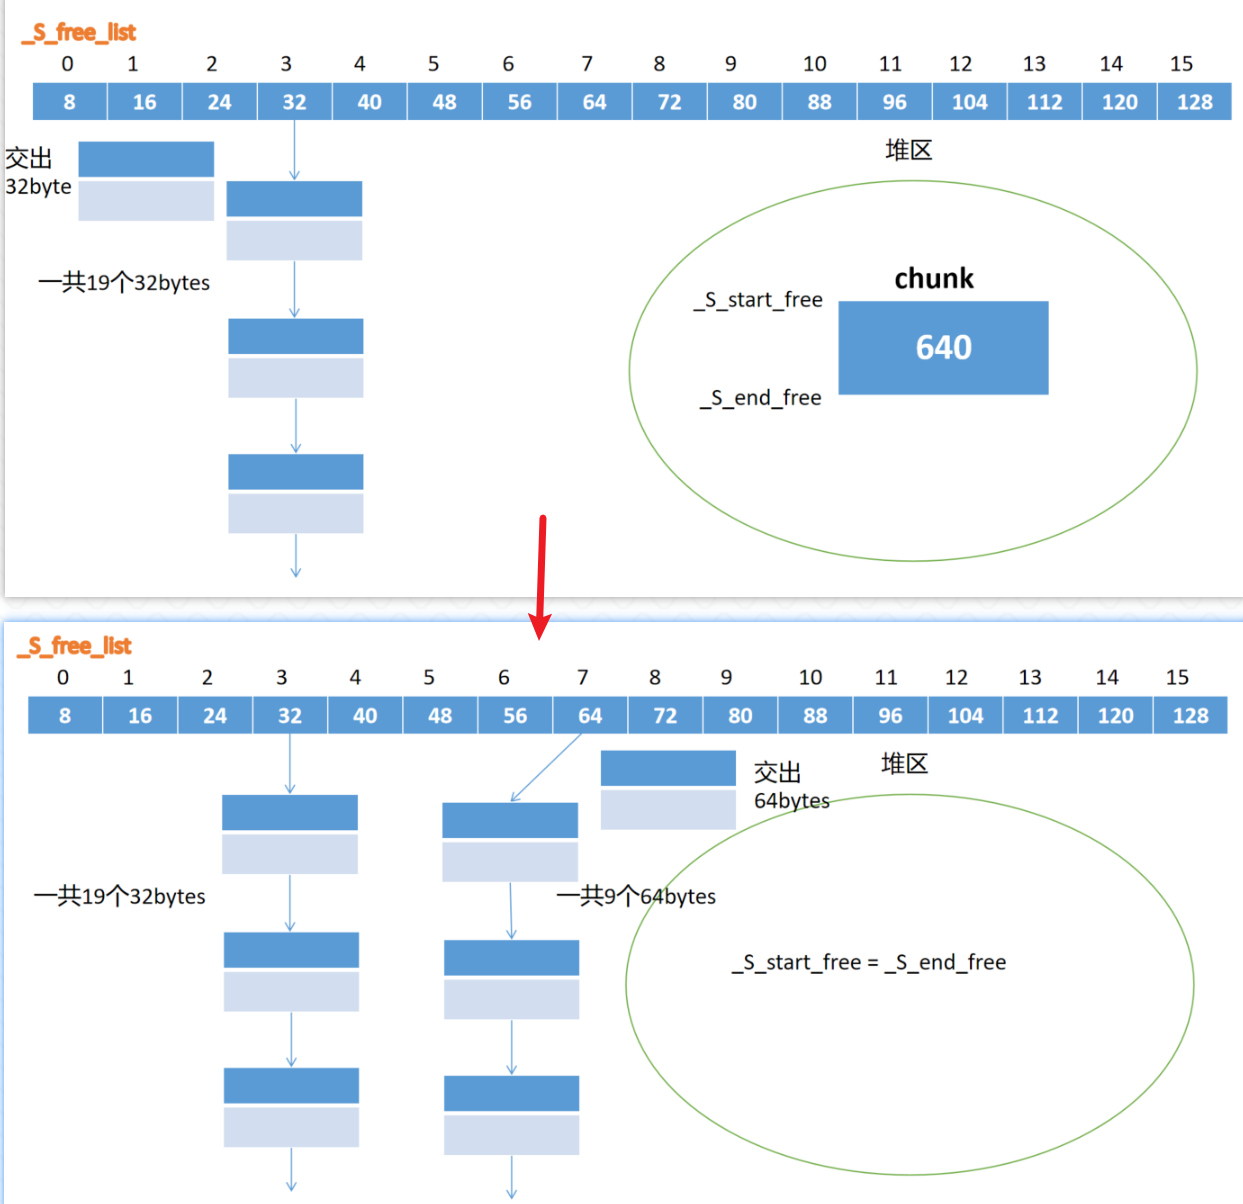 _S_free_list
0 1 2 3 4 5 6 7 8 9 10 11 12 13 14 15
8 16 24 32 40 48 56 64 72 80 88 96 104 112 120 128
交出
32byte
堆区
一共19个32bytes
chunk
_S_start_free
640
_S_end_free
_S_free_list
0 1 2 3 4 5 6 7 8 9 10 11 12 13 14 15
8 16 24 32 40 48 56 64 72 80 88 96 104 112 120 128
交出
64bytes
堆区
一共19个32bytes
一共9个64bytes
_S_start_free = _S_end_free